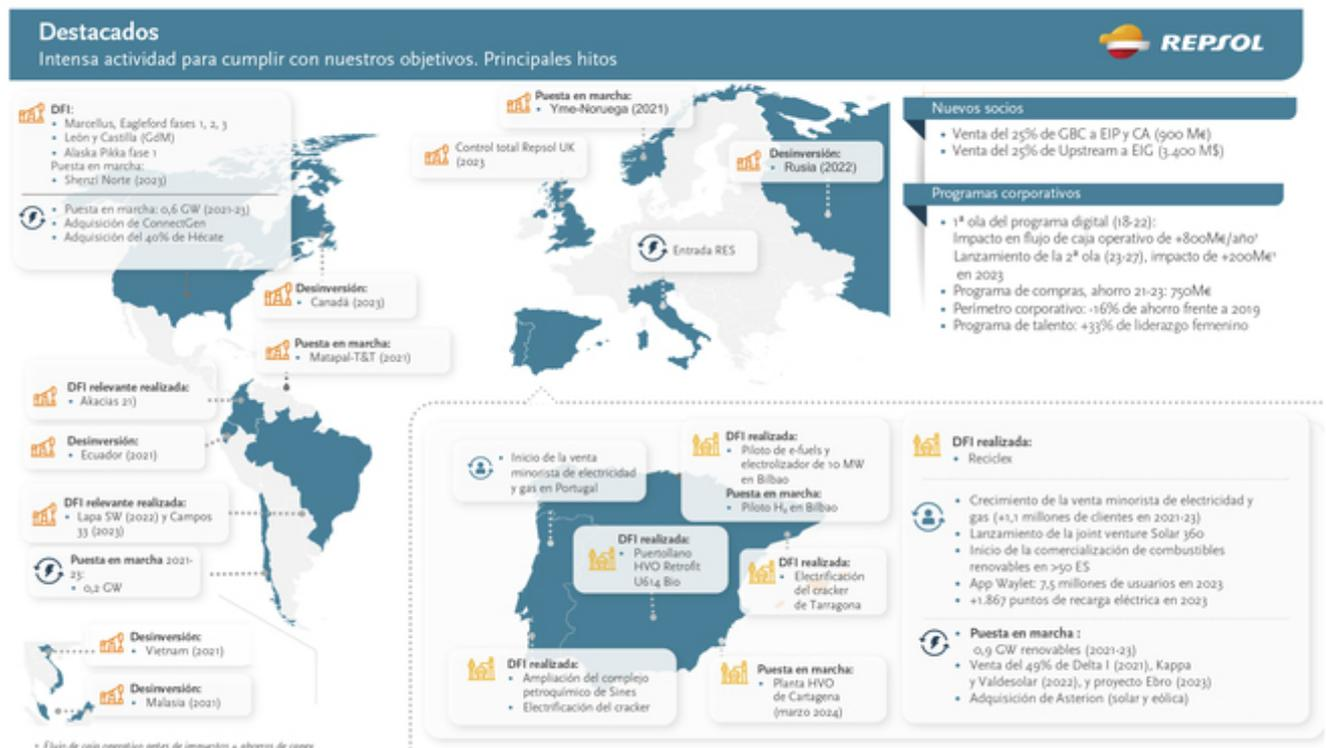 Destacados
Intensa actividad para cumplir con nuestros objetivos. Principales hitos
REPSOL
DFI:
• Marcellus, Eagleford fases 1, 2, 3
• León y Castilla (GdM)
• Alaska Pikka fase 1
Puesta en marcha:
• Shenzi Norte (2023)
• Puesta en marcha: 0,6 GW (2021-23)
• Adquisición de ConnectGen
• Adquisición del 40% de Hécate
Desinversión:
• Canadá (2023)
Puesta en marcha:
• Matapal-T&T (2021)
DFI relevante realizada:
• Akacias 21)
Desinversión:
• Ecuador (2021)
DFI relevante realizada:
• Lapa SW (2022) y Campos
33 (2023)
Puesta en marcha 2021-
23:
• 0,2 GW
Desinversión:
• Vietnam (2021)
Desinversión:
• Malasia (2021)
Puesta en marcha:
• Yme-Noruega (2021)
Control total Repsol UK
(2023
Desinversión:
• Rusia (2022)
Entrada RES
Nuevos socios
• Venta del 25% de GBC a EIP y CA (900 M€)
• Venta del 25% de Upstream a EIG (3.400 M$)
Programas corporativos
• 1ª ola del programa digital (18-22):
Impacto en flujo de caja operativo de +800M€/año¹
Lanzamiento de la 2ª ola (23-27), impacto de +200M€¹
en 2023
• Programa de compras, ahorro 21-23: 750M€
• Perímetro corporativo: -16% de ahorro frente a 2019
• Programa de talento: +33% de liderazgo femenino
• Inicio de la venta
minorista de electricidad
y gas en Portugal
DFI realizada:
• Piloto de e-fuels y
electrolizador de 10 MW
en Bilbao
Puesta en marcha:
• Piloto H₂ en Bilbao
DFI realizada:
• Puertollano
HVO Retrofit
U614 Bio
DFI realizada:
• Electrificación
del cracker
de Tarragona
DFI realizada:
• Ampliación del complejo
petroquímico de Sines
• Electrificación del cracker
Puesta en marcha:
• Planta HVO
de Cartagena
(marzo 2024)
DFI realizada:
• Reciclex
• Crecimiento de la venta minorista de electricidad y
gas (+1,1 millones de clientes en 2021-23)
• Lanzamiento de la joint venture Solar 360
• Inicio de la comercialización de combustibles
renovables en >50 ES
• App Waylet: 7,5 millones de usuarios en 2023
• +1.867 puntos de recarga eléctrica en 2023
• Puesta en marcha :
0,9 GW renovables (2021-23)
• Venta del 49% de Delta I (2021), Kappa
y Valdesolar (2022), y proyecto Ebro (2023)
• Adquisición de Asterion (solar y eólica)